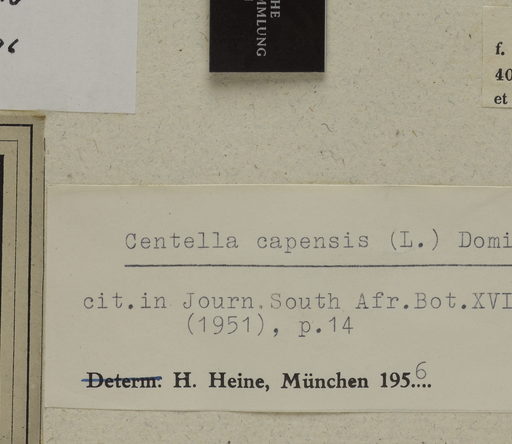 HE
MMLUNG
f.
40
et
Centella capensis (L.) Domi
cit.in Journ.South Afr.Bot.XVI
(1951), p.14
Determ. H. Heine, München 1956...